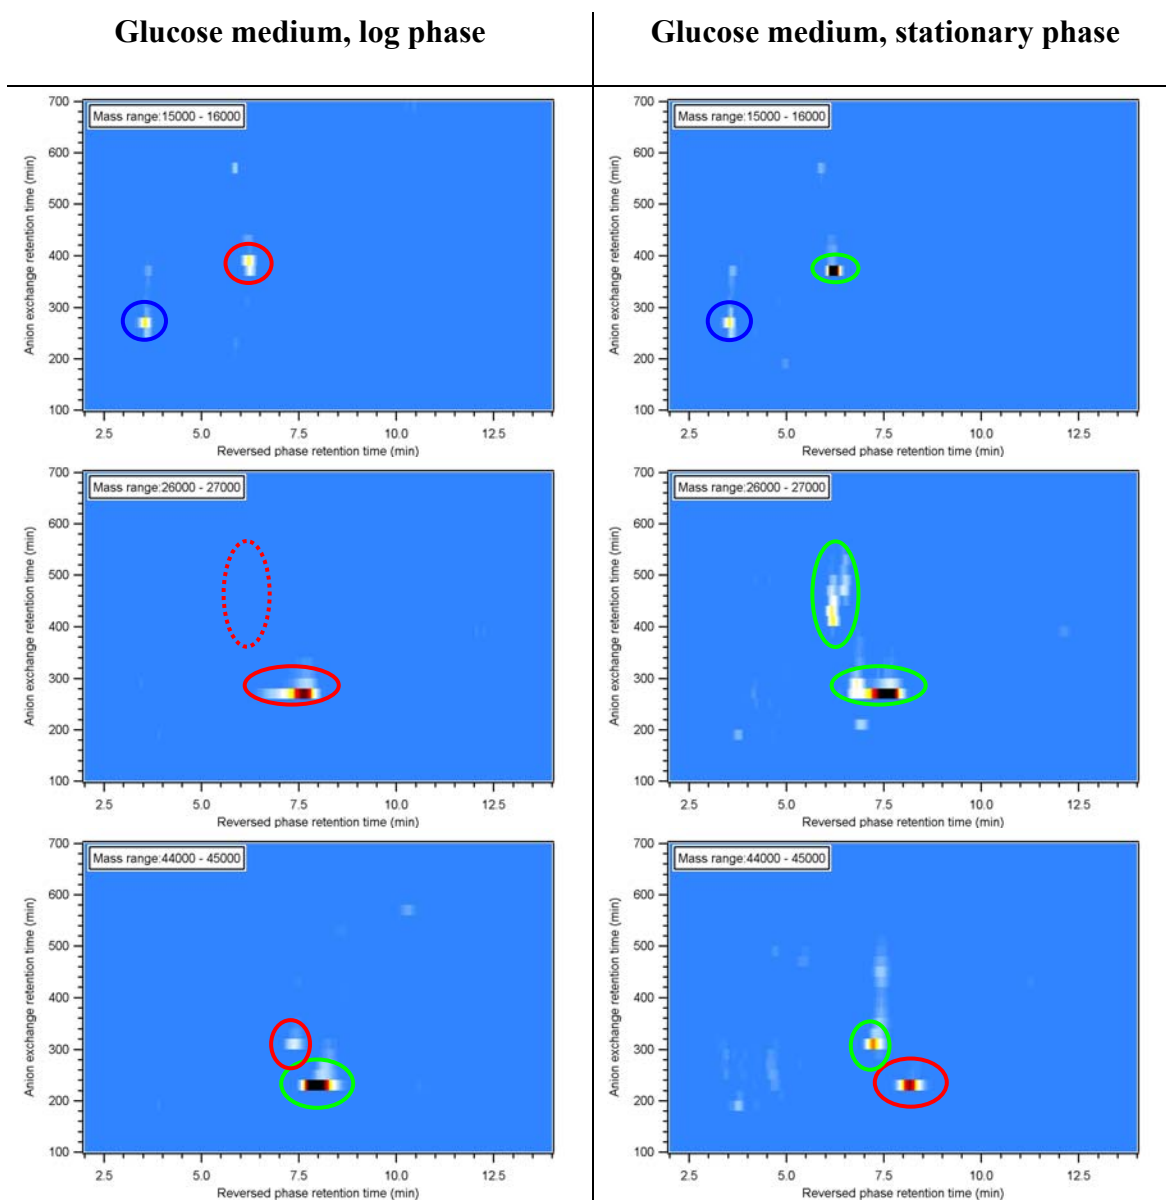 Glucose medium, log phase
Glucose medium, stationary phase
Mass range:15000 - 16000
700
600
500
400
300
200
100
Anion exchange retention time (min)
2.5 5.0 7.5 10.0 12.5
Reversed phase retention time (min)
Mass range:15000 - 16000
700
600
500
400
300
200
100
Anion exchange retention time (min)
2.5 5.0 7.5 10.0 12.5
Reversed phase retention time (min)
Mass range:26000 - 27000
700
600
500
400
300
200
100
Anion exchange retention time (min)
2.5 5.0 7.5 10.0 12.5
Reversed phase retention time (min)
Mass range:26000 - 27000
700
600
500
400
300
200
100
Anion exchange retention time (min)
2.5 5.0 7.5 10.0 12.5
Reversed phase retention time (min)
Mass range:44000 - 45000
700
600
500
400
300
200
100
Anion exchange retention time (min)
2.5 5.0 7.5 10.0 12.5
Reversed phase retention time (min)
Mass range:44000 - 45000
700
600
500
400
300
200
100
Anion exchange retention time (min)
2.5 5.0 7.5 10.0 12.5
Reversed phase retention time (min)